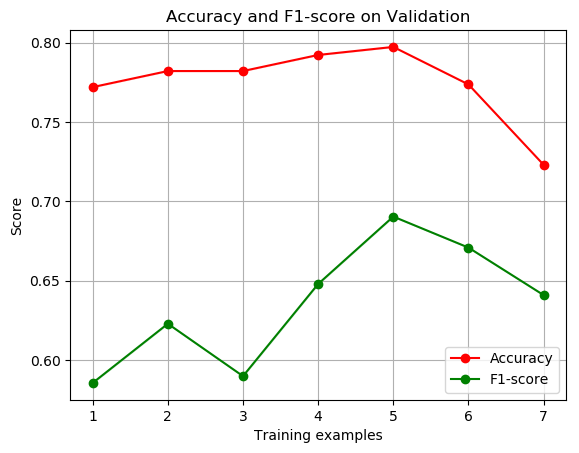 Accuracy and F1-score on Validation
0.80
0.75
0.70
0.65
0.60
Score
1 2 3 4 5 6 7
Training examples
Accuracy
F1-score